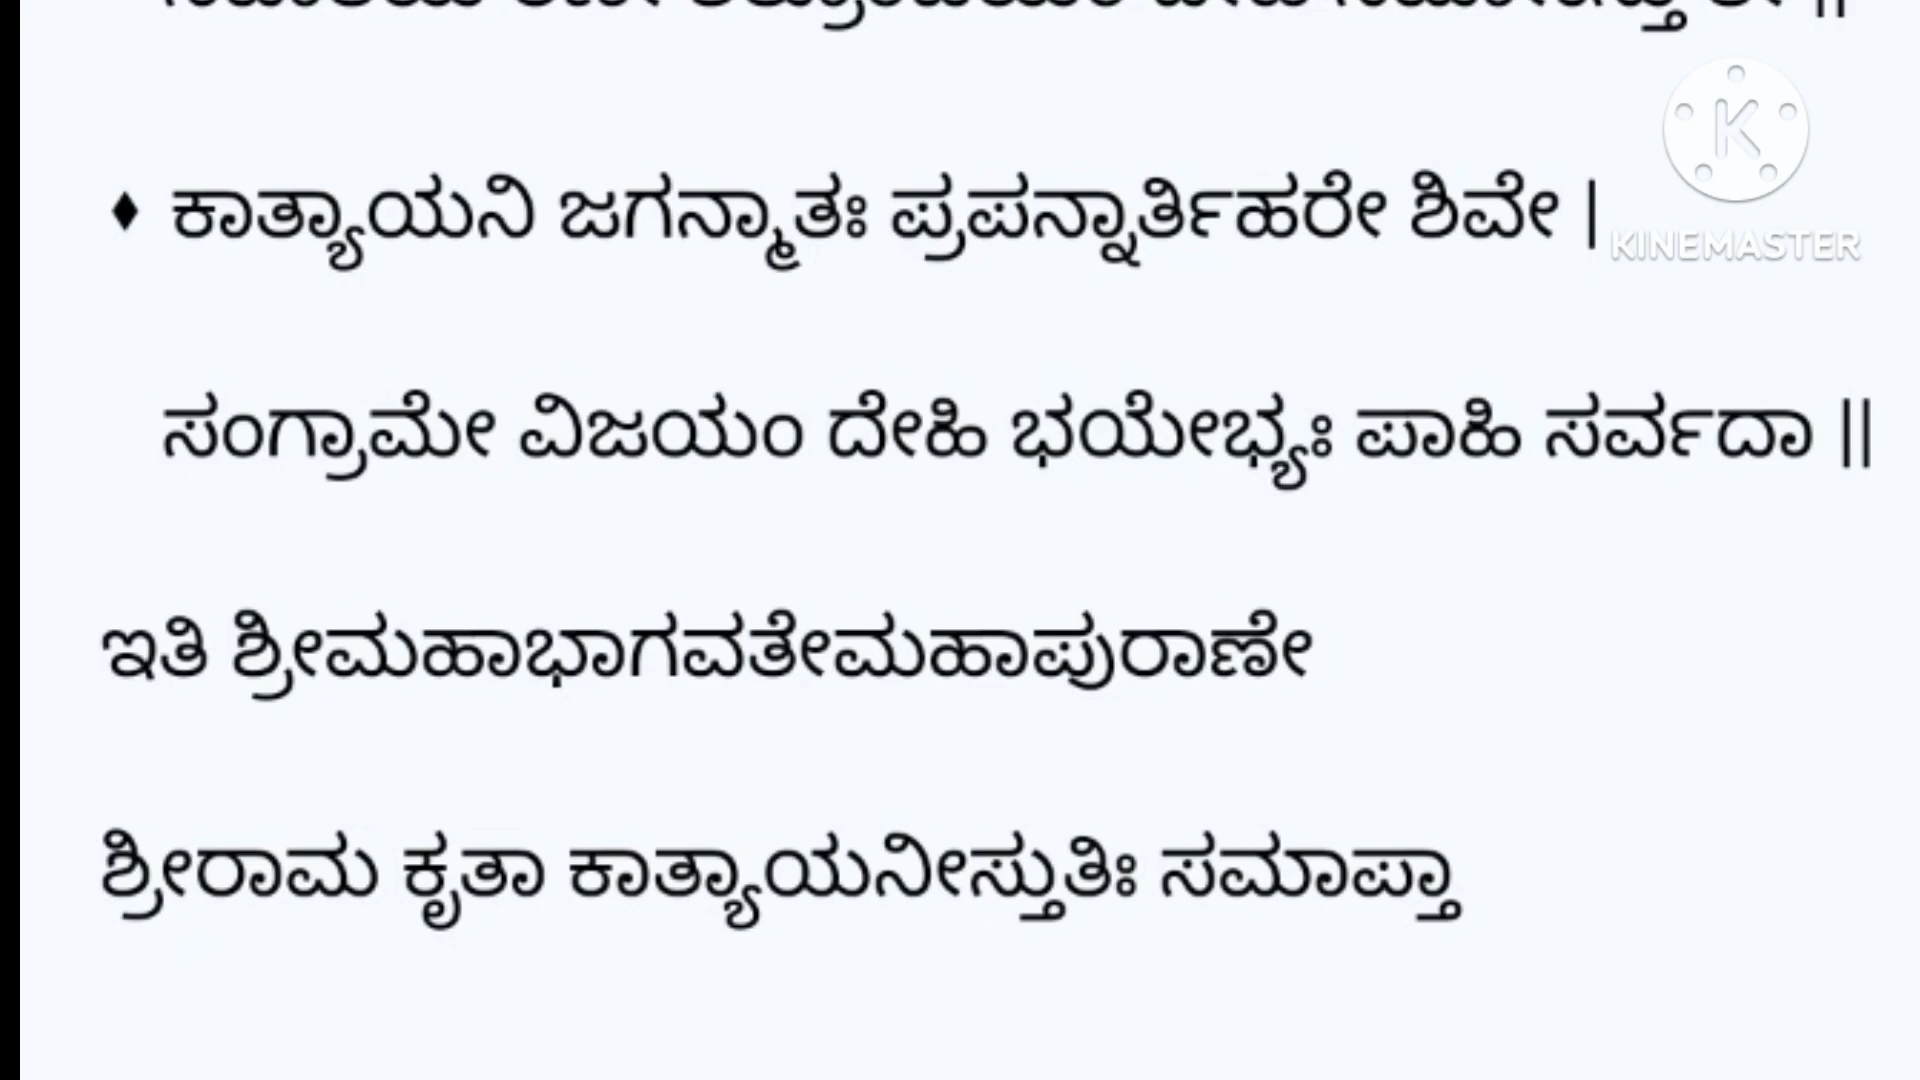 ♦ ಕಾತ್ಯಾಯನಿ ಜಗನ್ಮಾತಃ ಪ್ರಪನ್ನಾರ್ತಿಹರೇ ಶಿವೇ |
KINEMASTER
ಸಂಗ್ರಾಮೇ ವಿಜಯಂ ದೇಹಿ ಭಯೇಭ್ಯಃ ಪಾಹಿ ಸರ್ವದಾ ||
ಇತಿ ಶ್ರೀಮಹಾಭಾಗವತೇಮಹಾಪುರಾಣೇ
ಶ್ರೀರಾಮ ಕೃತಾ ಕಾತ್ಯಾಯನೀಸ್ತುತಿಃ ಸಮಾಪ್ತಾ